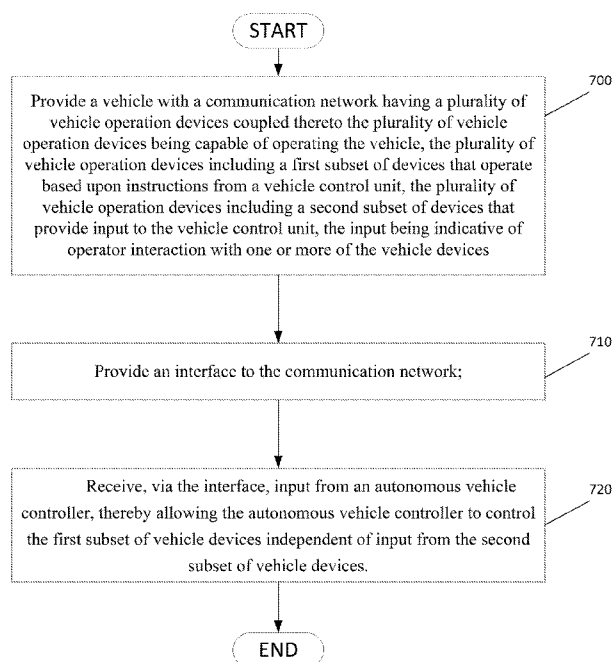 START
700
Provide a vehicle with a communication network having a plurality of
vehicle operation devices coupled thereto the plurality of vehicle
operation devices being capable of operating the vehicle, the plurality
of vehicle operation devices including a first subset of devices that
operate based upon instructions from a vehicle control unit, the
plurality of vehicle operation devices including a second subset of devices that
provide input to the vehicle control unit, the input being indicative of
operator interaction with one or more of the vehicle devices
710
Provide an interface to the communication network;
720
Receive, via the interface, input from an autonomous vehicle
controller, thereby allowing the autonomous vehicle controller to control
the first subset of vehicle devices independent of input from the second
subset of vehicle devices.
END